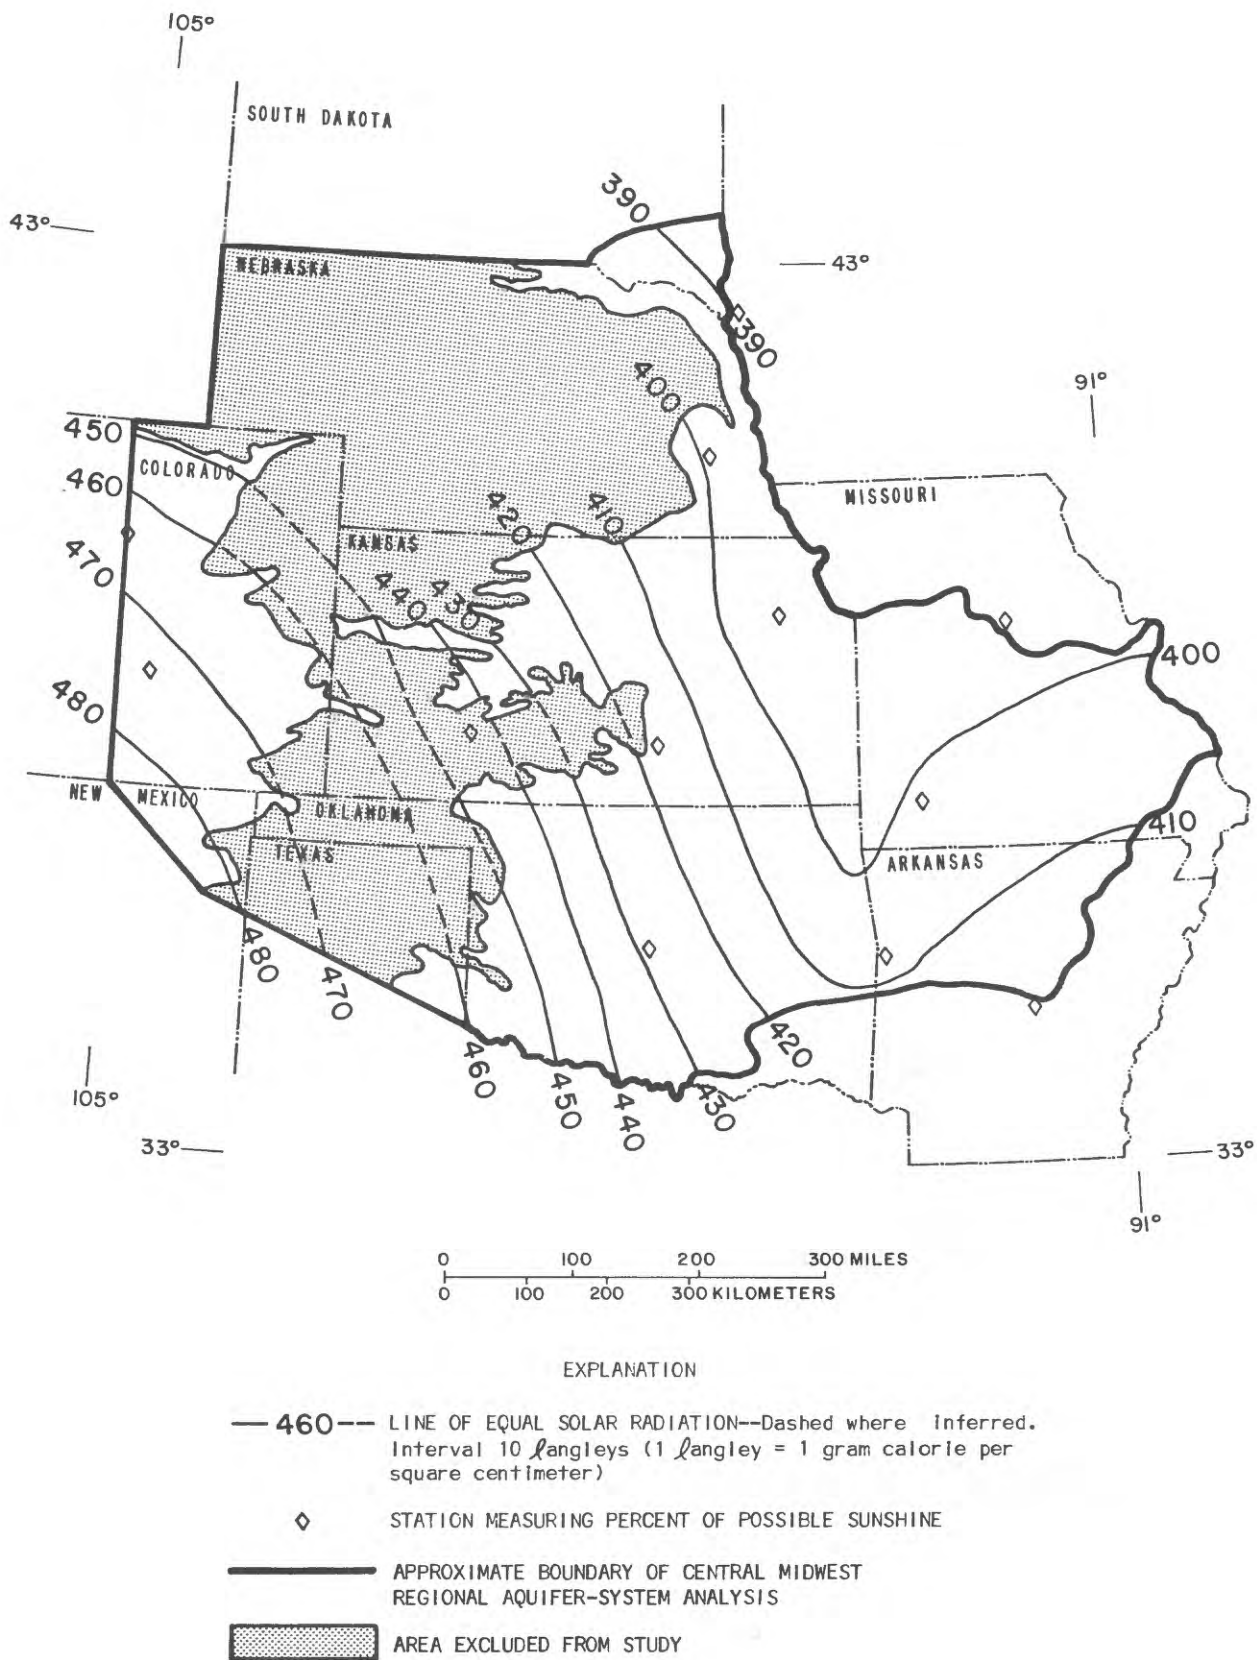 105°
SOUTH DAKOTA
390
43°
43°
NEBRASKA
390
400
91°
450
COLORADO
460
MISSOURI
420
410
KANSAS
470
440
430
400
480
NEW MEXICO
OKLAHOMA
410
TEXAS
ARKANSAS
480
470
460
450
440
430
420
105°
33°
33°
91°
0 100 200 300 MILES
0 100 200 300 KILOMETERS
EXPLANATION
460 LINE OF EQUAL SOLAR RADIATION--Dashed where inferred.
Interval 10 langleys (1 langley = 1 gram calorie per
square centimeter)
STATION MEASURING PERCENT OF POSSIBLE SUNSHINE
APPROXIMATE BOUNDARY OF CENTRAL MIDWEST
REGIONAL AQUIFER-SYSTEM ANALYSIS
AREA EXCLUDED FROM STUDY